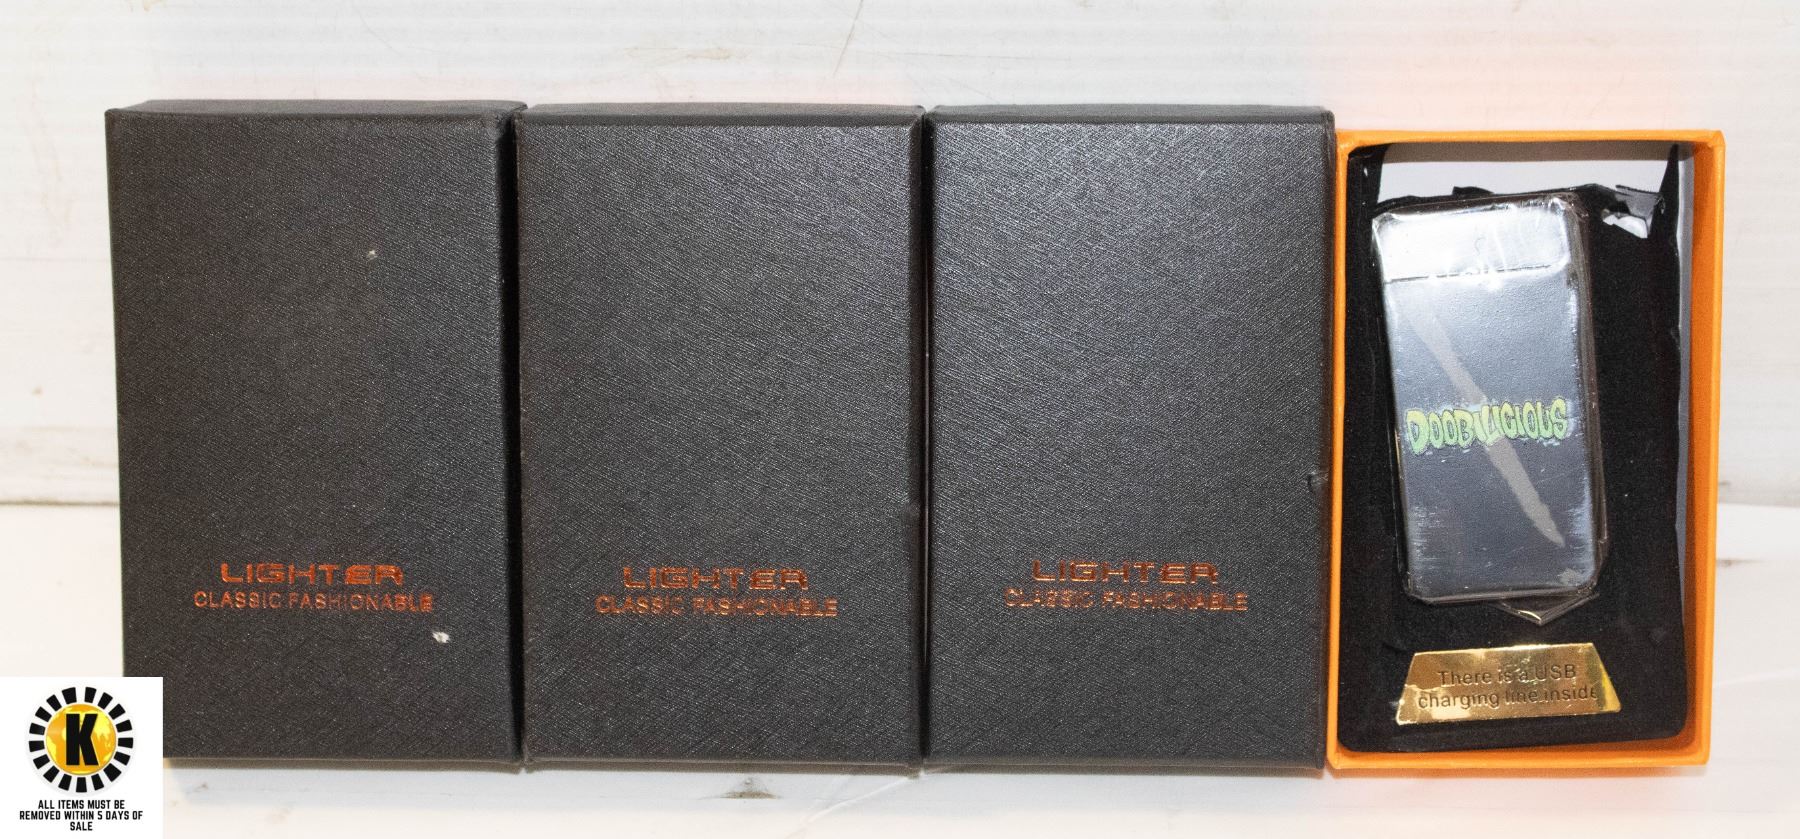 LIGHTER
CLASSIC FASHIONABLE
LIGHTER
CLASSIC FASHIONABLE
LIGHTER
CLASSIC FASHIONABLE
DOOBILICIOUS
There is a USB
charging line inside
K
ALL ITEMS MUST BE
REMOVED WITHIN 5 DAYS OF
SALE